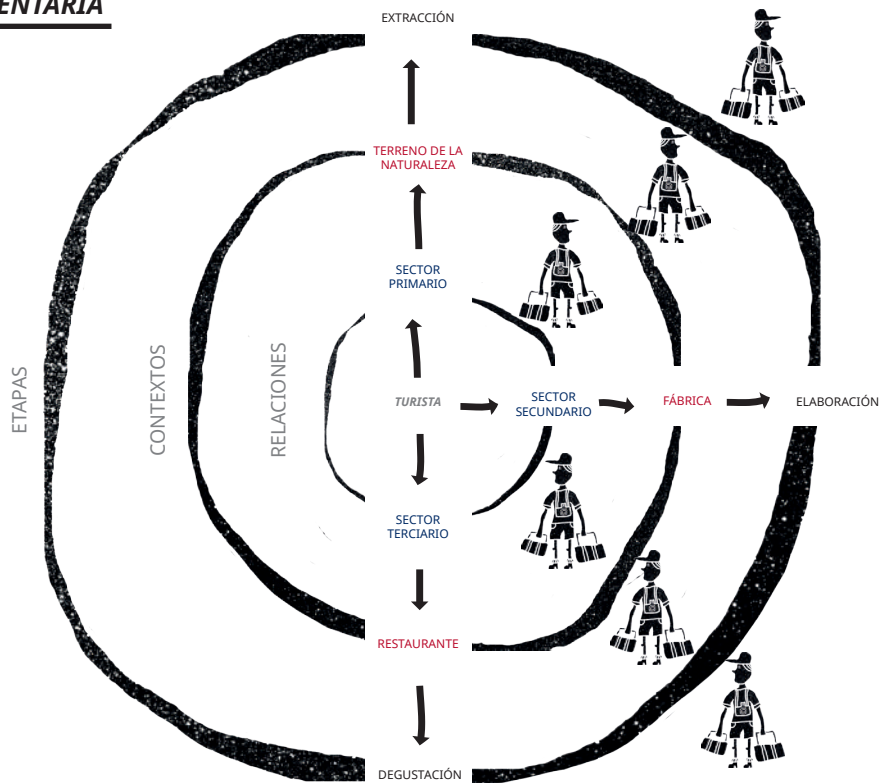 EXTRACCIÓN
TERRENO DE LA
NATURALEZA
SECTOR
PRIMARIO
ETAPAS
CONTEXTOS
RELACIONES
TURISTA
SECTOR
SECUNDARIO
FÁBRICA
ELABORACIÓN
SECTOR
TERCIARIO
RESTAURANTE
DEGUSTACIÓN